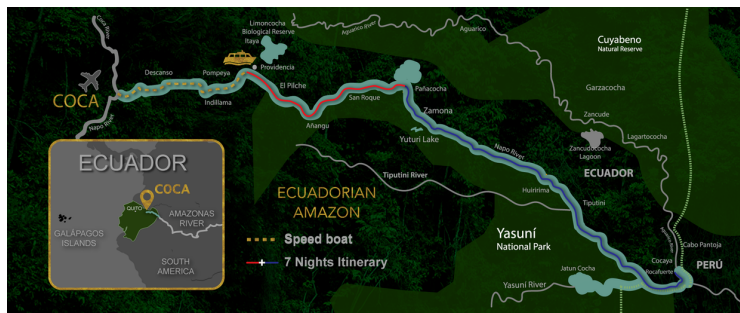 Coca River
Limoncocha
Biological Reserve
Itaya
Aguarico River
Aguarico
Cuyabeno
Natural Reserve
Descanso
Pompeya
Providencia
COCA
El Pilche
Pañacocha
Garzacocha
Indillama
San Roque
Napo River
Añangu
Zamona
Zancude
Yuturi Lake
Lagartococha
Napo River
Zancudococha
Lagoon
ECUADOR
Tiputini River
Huiririma
Tiputini
ECUADOR
COCA
QUITO
AMAZONAS
RIVER
GALÁPAGOS
ISLANDS
SOUTH
AMERICA
ECUADORIAN
AMAZON
Speed boat
7 Nights Itinerary
Yasuní
National Park
Cabo Pantoja
Cocaya
PERÚ
Jatun Cocha
Rocafuerte
Yasuní River